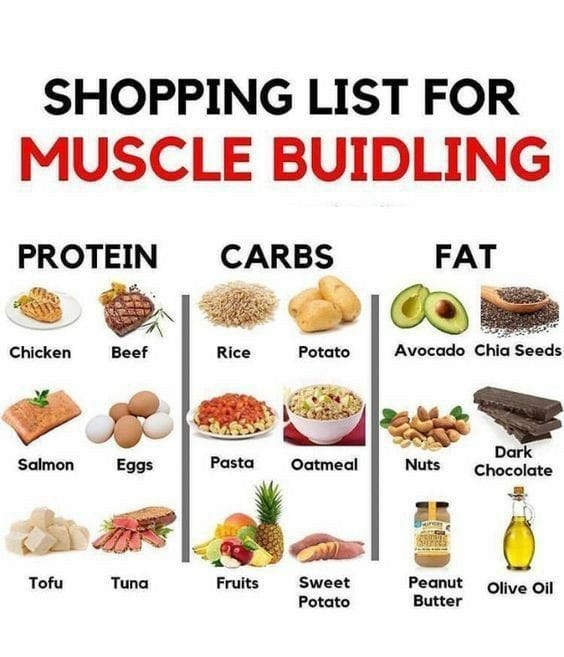 SHOPPING LIST FOR
MUSCLE BUIDLING
PROTEIN CARBS FAT
Chicken Beef Rice Potato Avocado Chia Seeds
Salmon Eggs Pasta Oatmeal Nuts Dark
Chocolate
Tofu Tuna Fruits Sweet
Potato Peanut
Butter Olive Oil